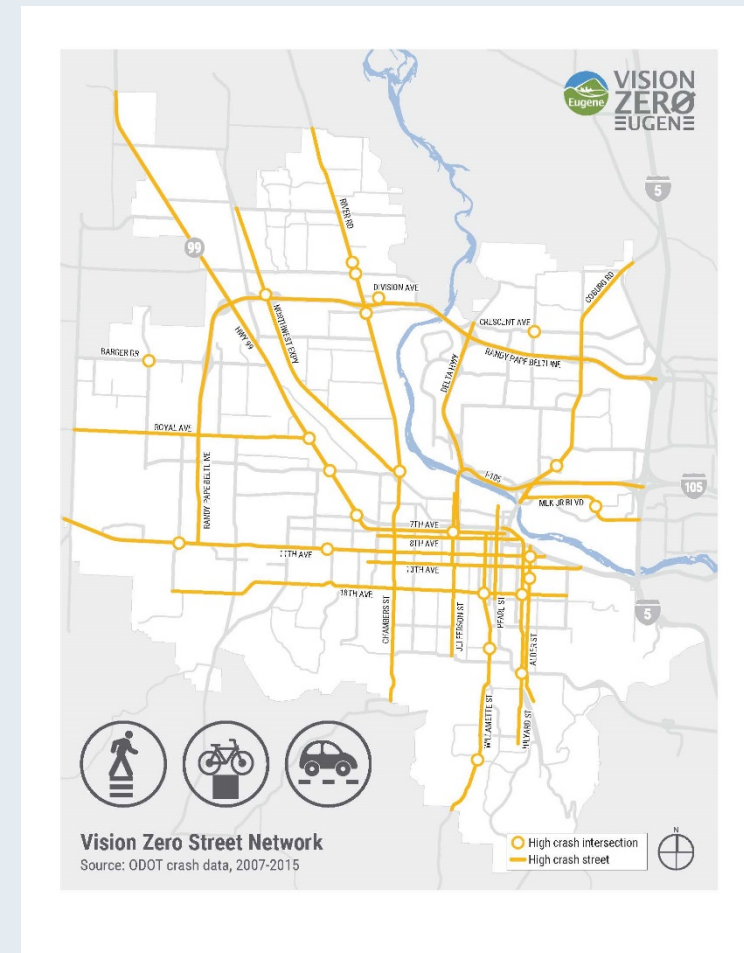 VISION
ZERØ
EUGENE
Eugene
5
99
RIVER RD
DIVISION AVE
COBURG RD
CRESCENT AVE
NORTHWEST EXPY
HWY 99
BARGER DR
DELTA HWY
RANDY PAPE BELTLINE
ROYAL AVE
RANDY PAPE BELTLINE
I-105
105
MLK JR BLVD
7TH AVE
8TH AVE
11TH AVE
13TH AVE
18TH AVE
CHAMBERS ST
JEFFERSON ST
PEARL ST
ALDER ST
5
WILLAMETTE ST
HILYARD ST
Vision Zero Street Network
Source: ODOT crash data, 2007-2015
High crash intersection
High crash street
N